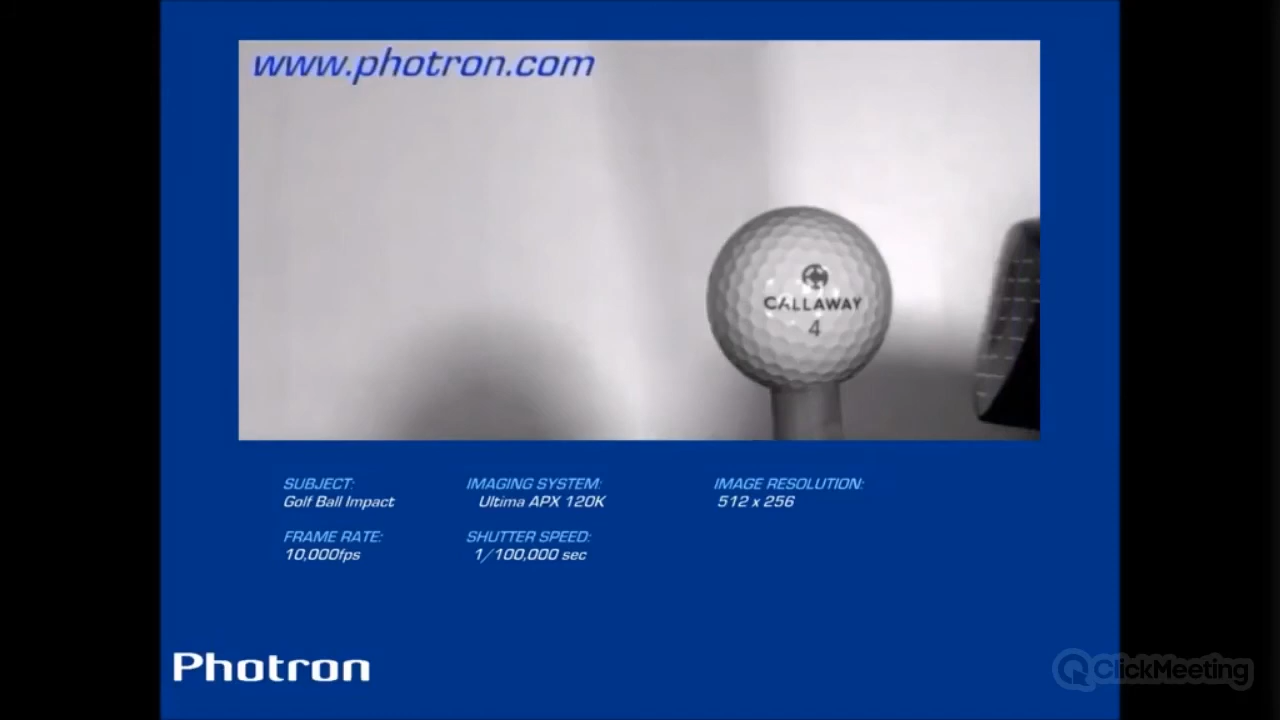 www.photron.com
CALLAWAY
4
SUBJECT:
Golf Ball Impact
IMAGING SYSTEM:
Ultima APX 120K
IMAGE RESOLUTION:
512 x 256
FRAME RATE:
10,000fps
SHUTTER SPEED:
1/100,000 sec
Photron
ClickMeeting